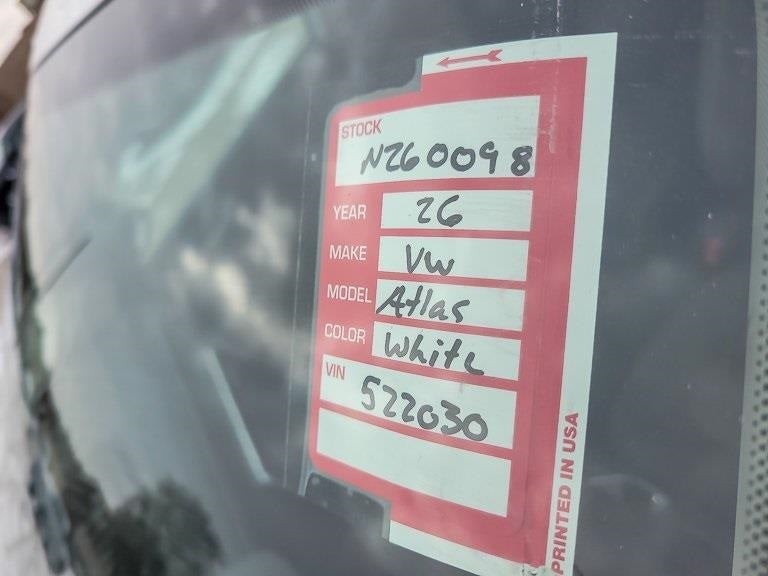 STOCK
N260098
YEAR 26
MAKE VW
MODEL Atlas
COLOR White
VIN
522030
PRINTED IN USA